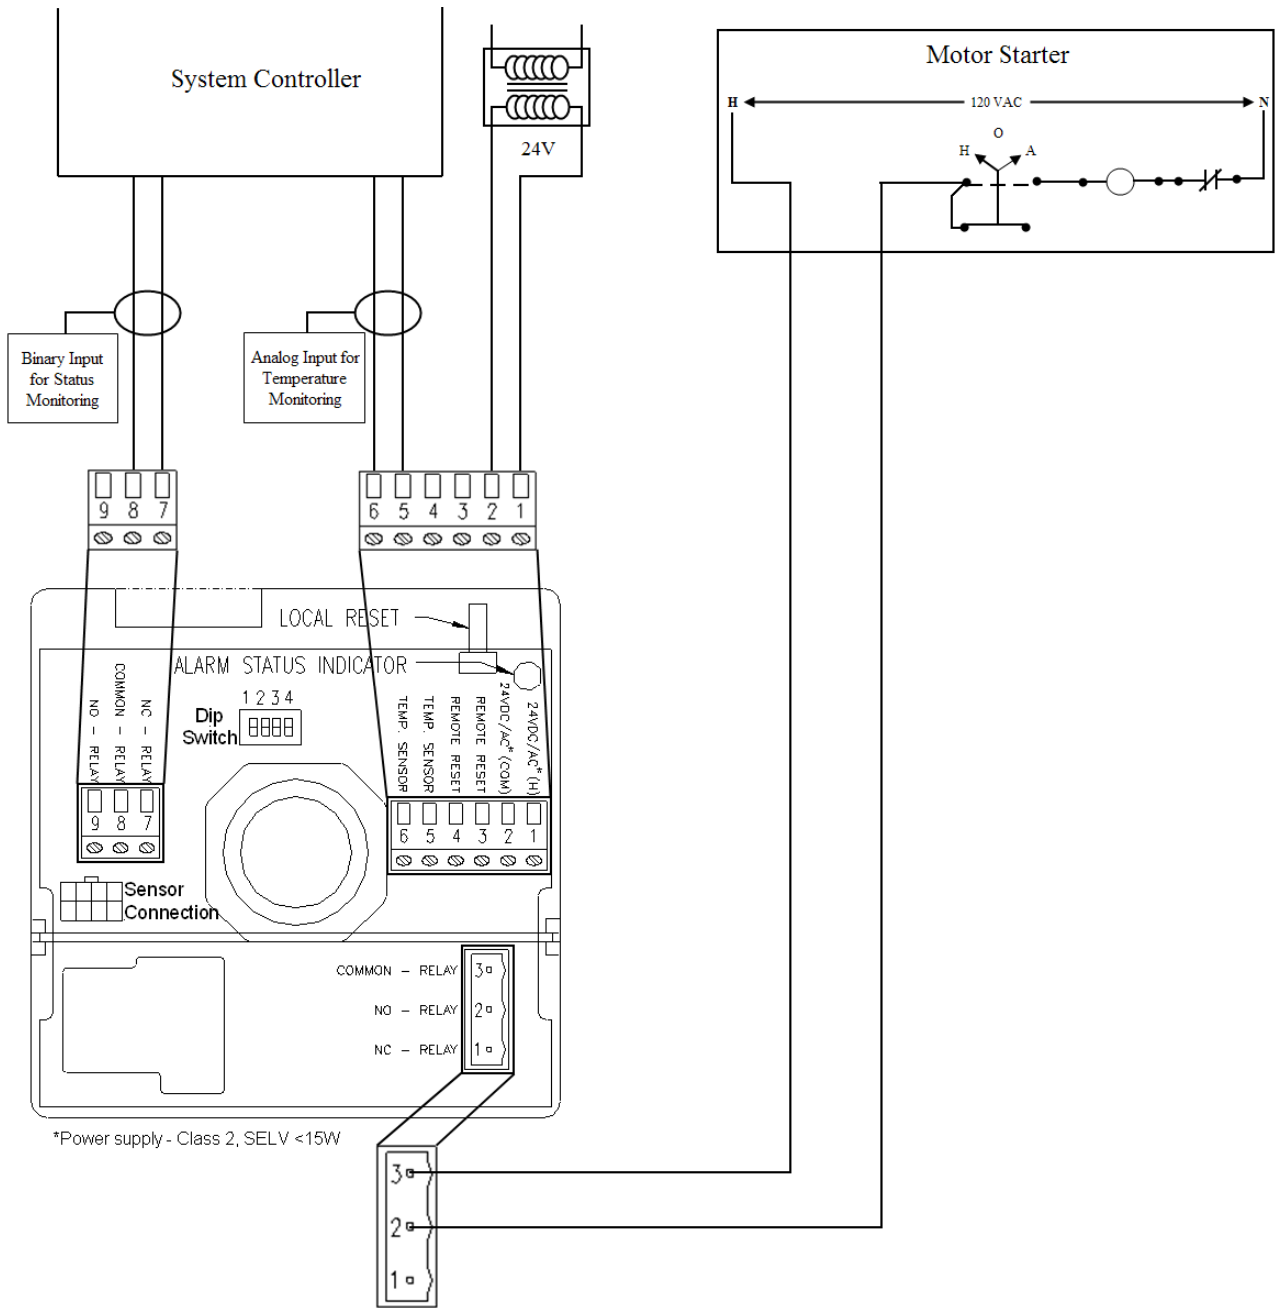 System Controller
24V
Motor Starter
H 120 VAC N
O
H A
Binary Input
for Status
Monitoring
Analog Input for
Temperature
Monitoring
9 8 7
6 5 4 3 2 1
LOCAL RESET
ALARM STATUS INDICATOR
1 2 3 4
Dip
Switch
NO - RELAY
COMMON - RELAY
NC - RELAY
TEMP. SENSOR
TEMP. SENSOR
REMOTE RESET
REMOTE RESET
24VDC/AC* (COM)
24VDC/AC* (H)
9 8 7
6 5 4 3 2 1
Sensor
Connection
COMMON - RELAY 3
NO - RELAY 2
NC - RELAY 1
*Power supply - Class 2, SELV <15W
3
2
1